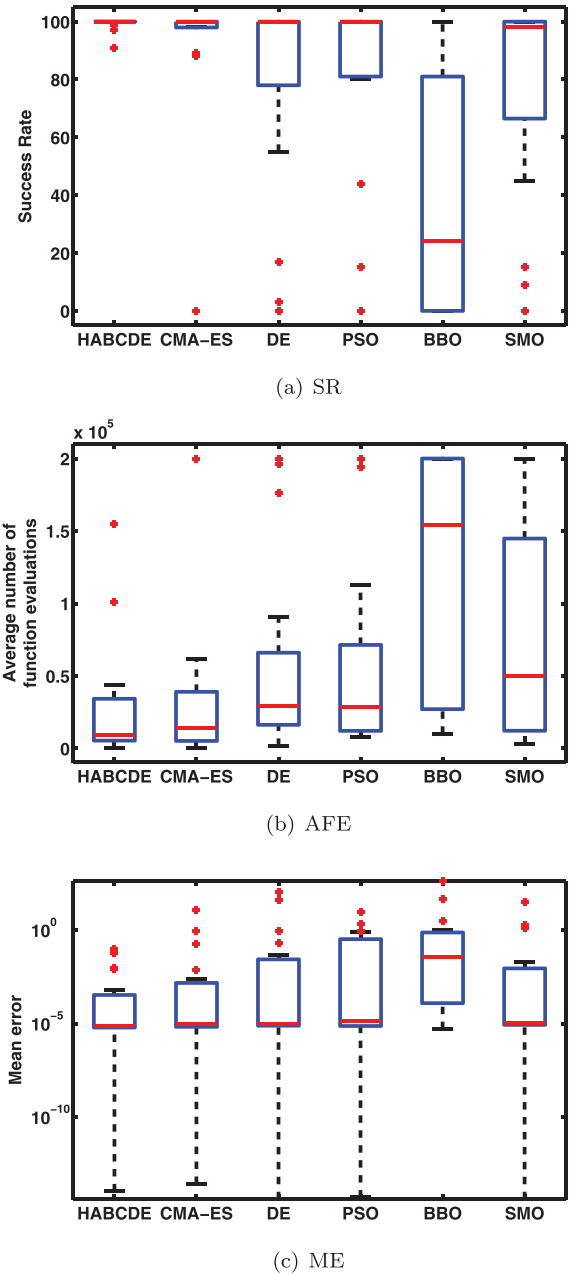 100
80
60
40
20
0
Success Rate
HABCDE CMA−ES DE PSO BBO SMO
(a) SR
x 10^5
2
1.5
1
0.5
0
Average number of
function evaluations
HABCDE CMA−ES DE PSO BBO SMO
(b) AFE
10^0
10^−5
10^−10
Mean error
HABCDE CMA−ES DE PSO BBO SMO
(c) ME